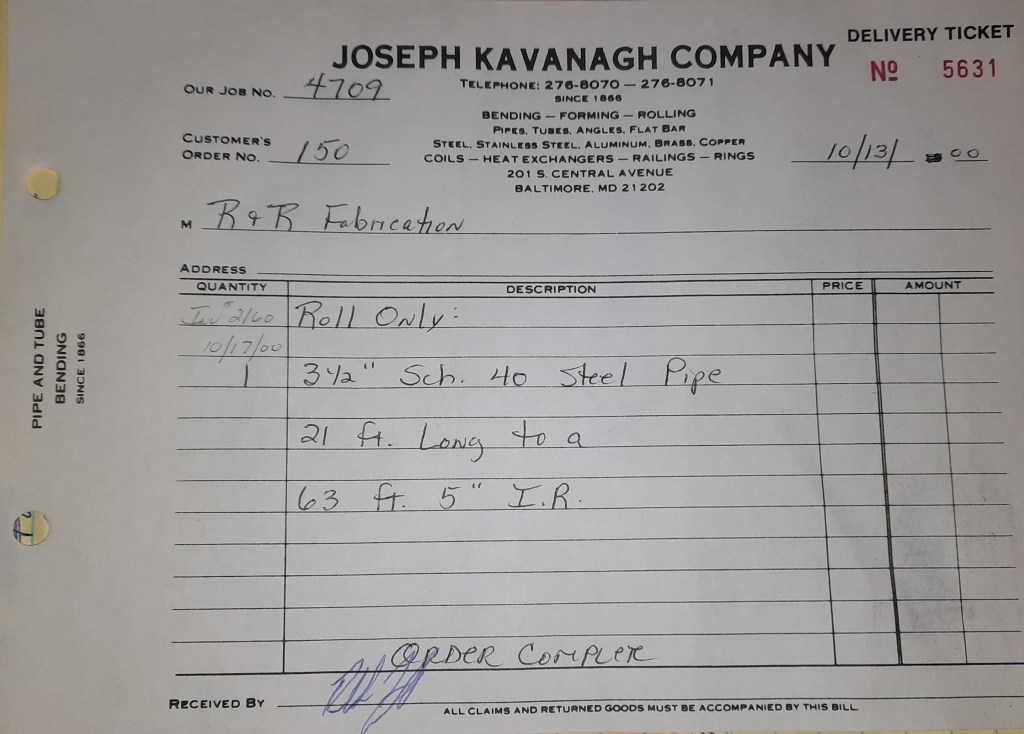 DELIVERY TICKET
JOSEPH KAVANAGH COMPANY
Nº 5631
TELEPHONE: 276-8070 — 276-8071
SINCE 1866
OUR JOB NO. 4709
BENDING — FORMING — ROLLING
PIPES, TUBES, ANGLES, FLAT BAR
CUSTOMER'S
ORDER NO. 150
STEEL, STAINLESS STEEL, ALUMINUM, BRASS, COPPER
COILS — HEAT EXCHANGERS — RAILINGS — RINGS
10/13/ 00
201 S. CENTRAL AVENUE
BALTIMORE, MD 21202
M R & R Fabrication
ADDRESS
QUANTITY DESCRIPTION PRICE AMOUNT
Inv # 2160 Roll Only:
10/17/00
1 3 1/2" Sch. 40 Steel Pipe
21 ft. Long to a
63 ft. 5" I.R.
ORDER COMPLETE
RECEIVED BY
ALL CLAIMS AND RETURNED GOODS MUST BE ACCOMPANIED BY THIS BILL.
PIPE AND TUBE
BENDING
SINCE 1866